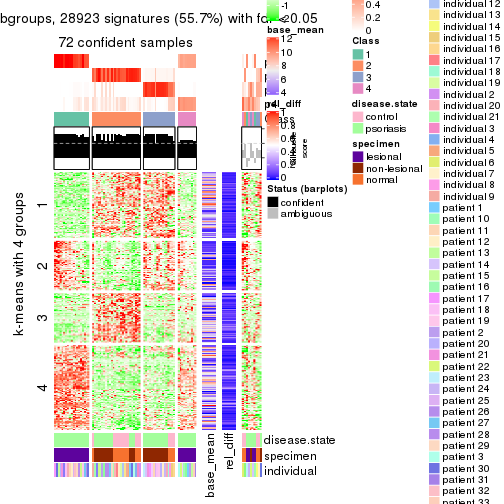 bgroups, 28923 signatures (55.7%) with fdr <0.05
72 confident samples
k-means with 4 groups
1
2
3
4
base_mean
rel_diff
disease.state
specimen
individual
-1
-2
base_mean
12
10
8
6
4
rel_diff
1
0.8
0.6
0.4
0.2
0
Silhouette
score
Status (barplots)
confident
ambiguous
0.4
0.2
0
Class
1
2
3
4
disease.state
control
psoriasis
specimen
lesional
non-lesional
normal
individual 12
individual 13
individual 14
individual 15
individual 16
individual 17
individual 18
individual 19
individual 2
individual 20
individual 21
individual 3
individual 4
individual 5
individual 6
individual 7
individual 8
individual 9
patient 1
patient 10
patient 11
patient 12
patient 13
patient 14
patient 15
patient 16
patient 17
patient 18
patient 19
patient 2
patient 20
patient 21
patient 22
patient 23
patient 24
patient 25
patient 26
patient 27
patient 28
patient 29
patient 3
patient 30
patient 31
patient 32
patient 33